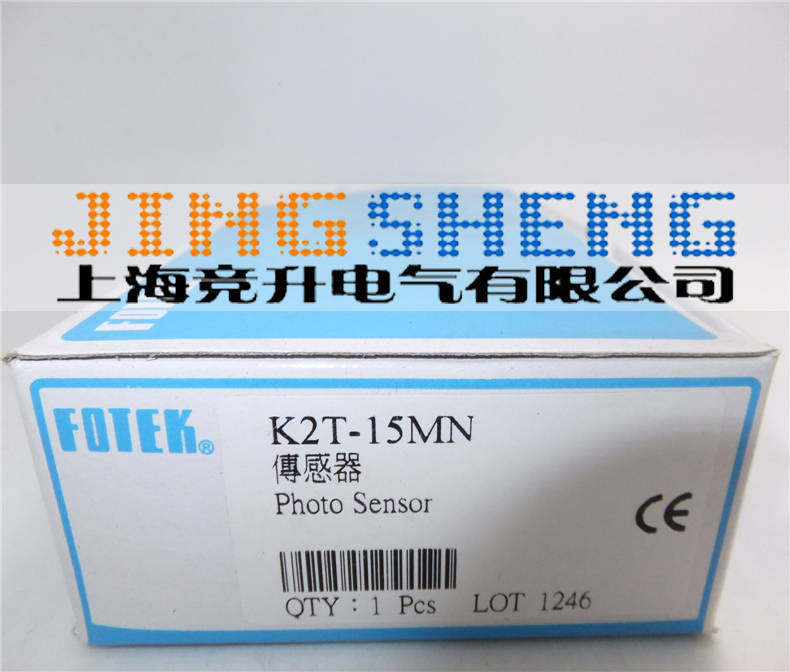 JINGSHENG
上海竞升电气有限公司
FOTEK®
K2T-15MN
傳感器
Photo Sensor
CE
QTY : 1 Pcs LOT 1246